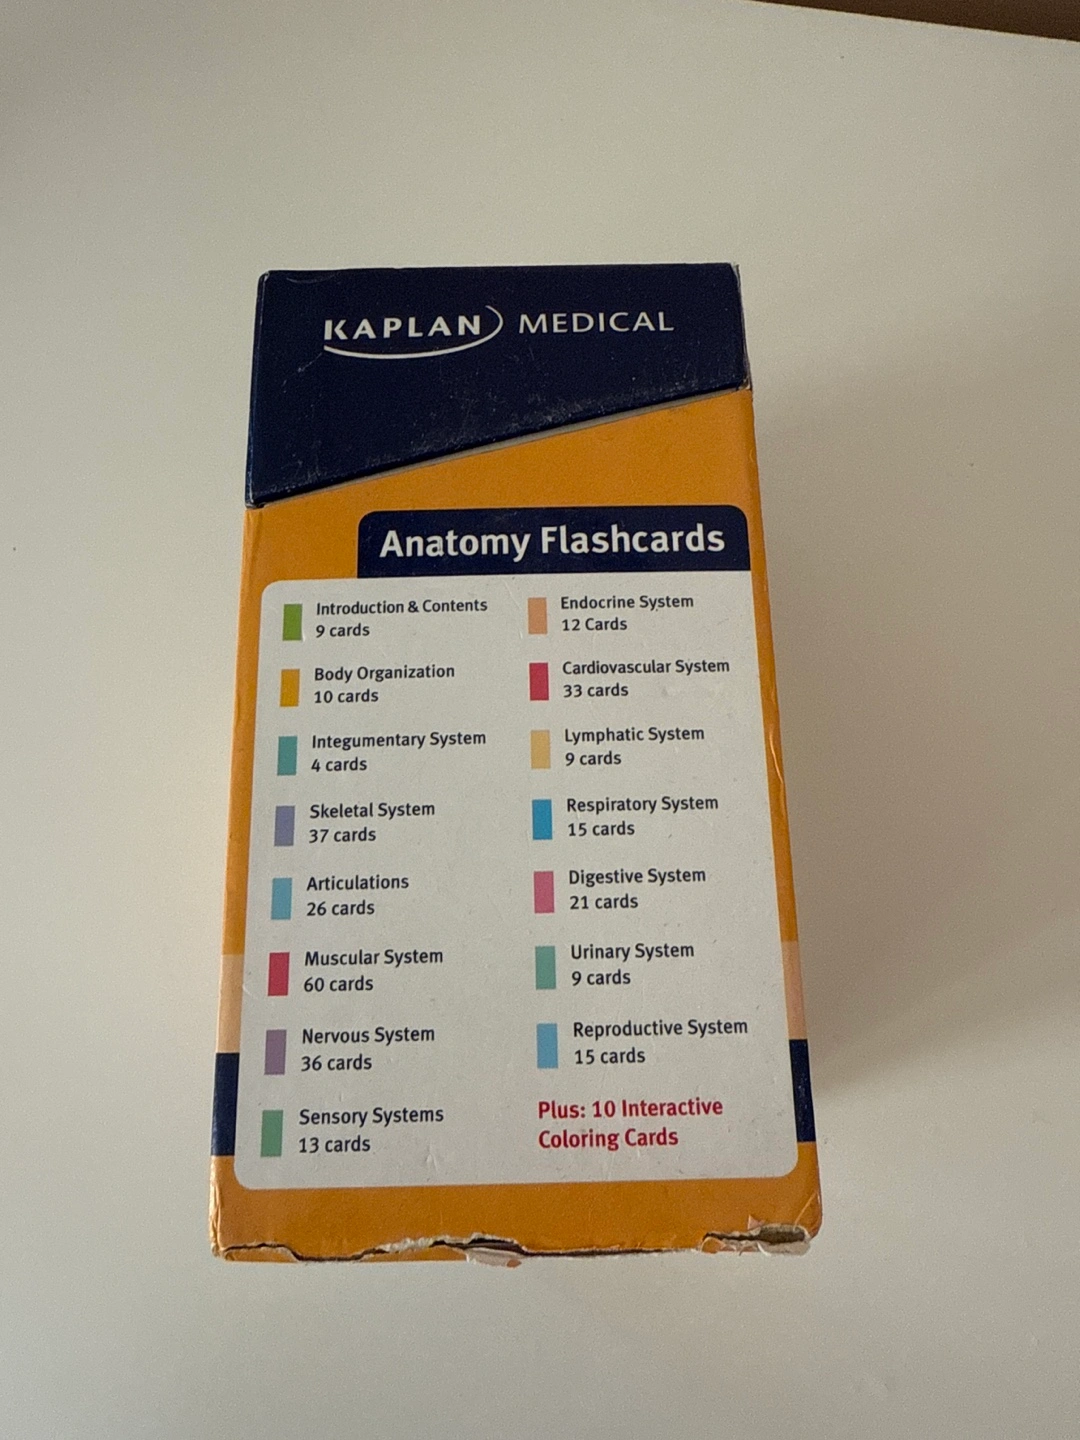 KAPLAN MEDICAL
Anatomy Flashcards
Introduction & Contents
9 cards
Body Organization
10 cards
Integumentary System
4 cards
Skeletal System
37 cards
Articulations
26 cards
Muscular System
60 cards
Nervous System
36 cards
Sensory Systems
13 cards
Endocrine System
12 Cards
Cardiovascular System
33 cards
Lymphatic System
9 cards
Respiratory System
15 cards
Digestive System
21 cards
Urinary System
9 cards
Reproductive System
15 cards
Plus: 10 Interactive
Coloring Cards